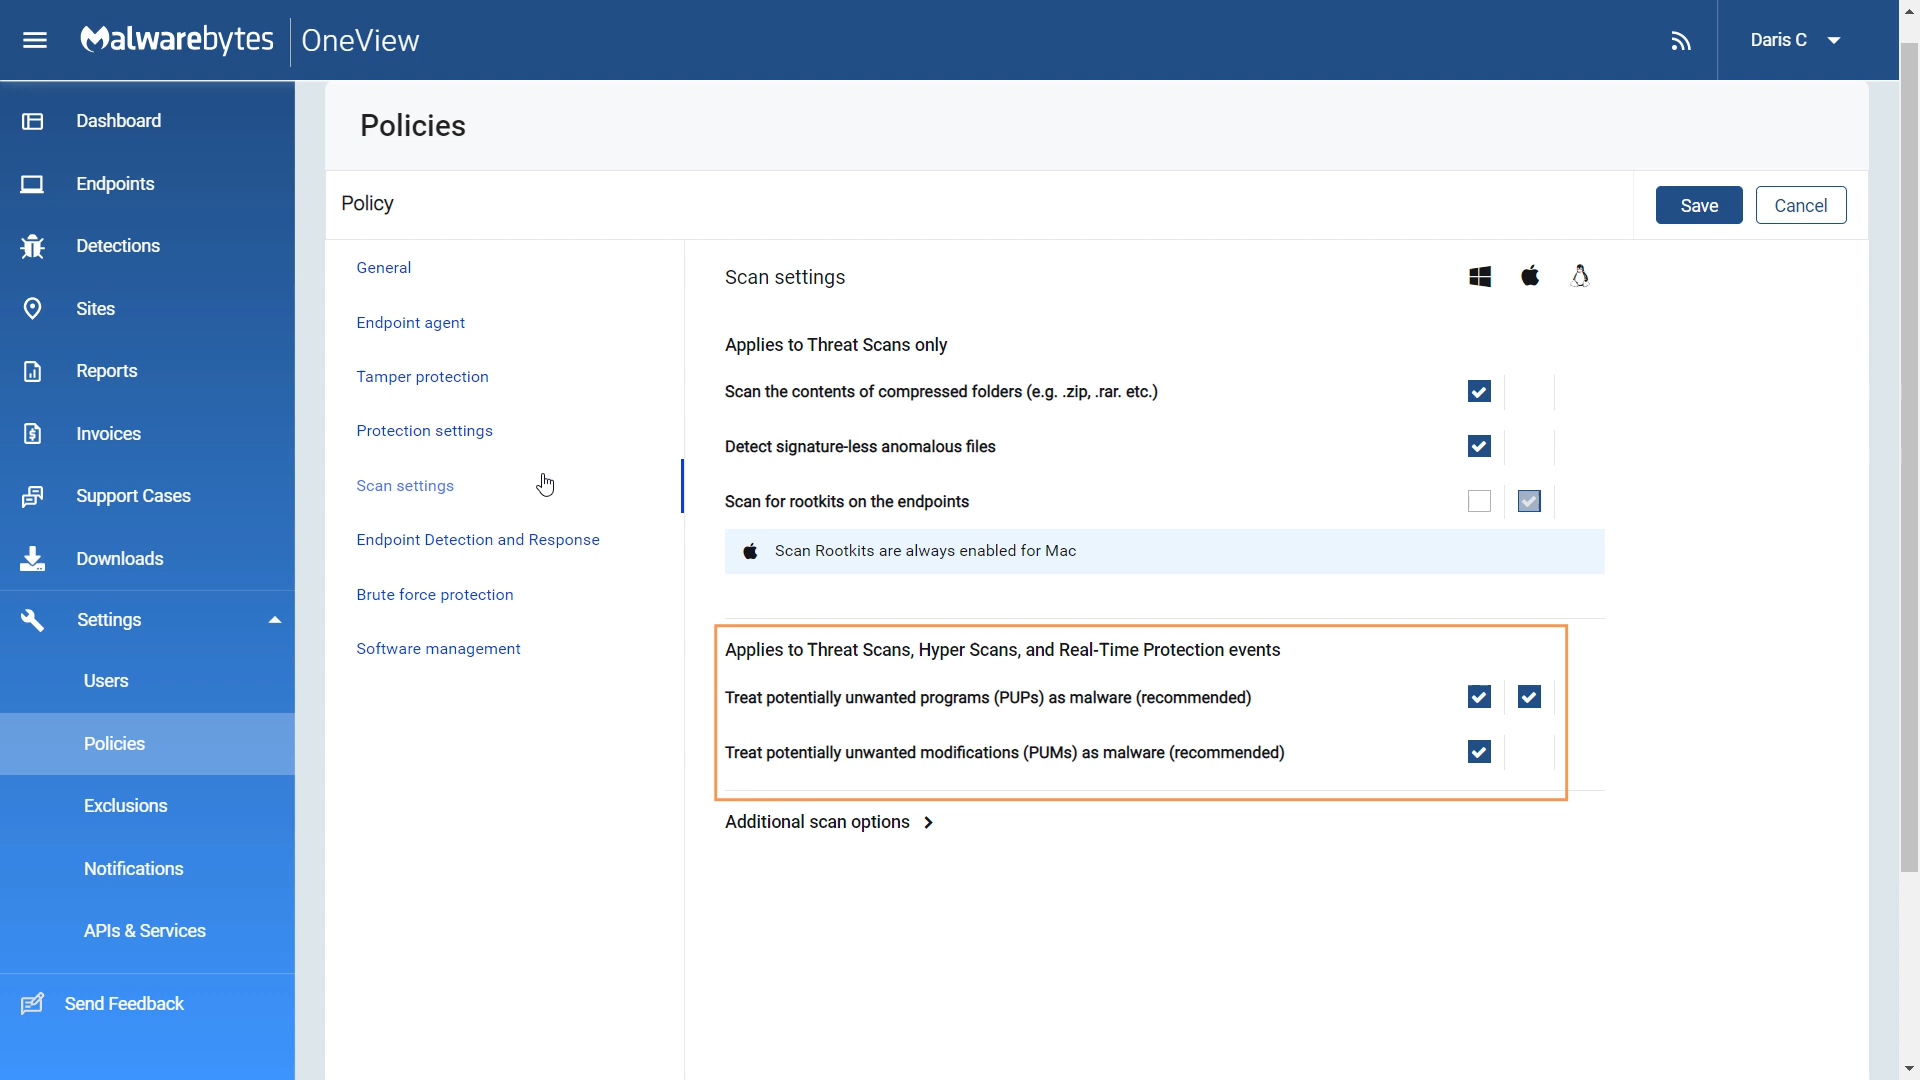 Malwarebytes OneView
Daris C
Dashboard
Endpoints
Detections
Sites
Reports
Invoices
Support Cases
Downloads
Settings
Users
Policies
Exclusions
Notifications
APIs & Services
Send Feedback
Policies
Policy
Save
Cancel
General
Endpoint agent
Tamper protection
Protection settings
Scan settings
Endpoint Detection and Response
Brute force protection
Software management
Scan settings
Applies to Threat Scans only
Scan the contents of compressed folders (e.g. .zip, .rar. etc.)
Detect signature-less anomalous files
Scan for rootkits on the endpoints
Scan Rootkits are always enabled for Mac
Applies to Threat Scans, Hyper Scans, and Real-Time Protection events
Treat potentially unwanted programs (PUPs) as malware (recommended)
Treat potentially unwanted modifications (PUMs) as malware (recommended)
Additional scan options